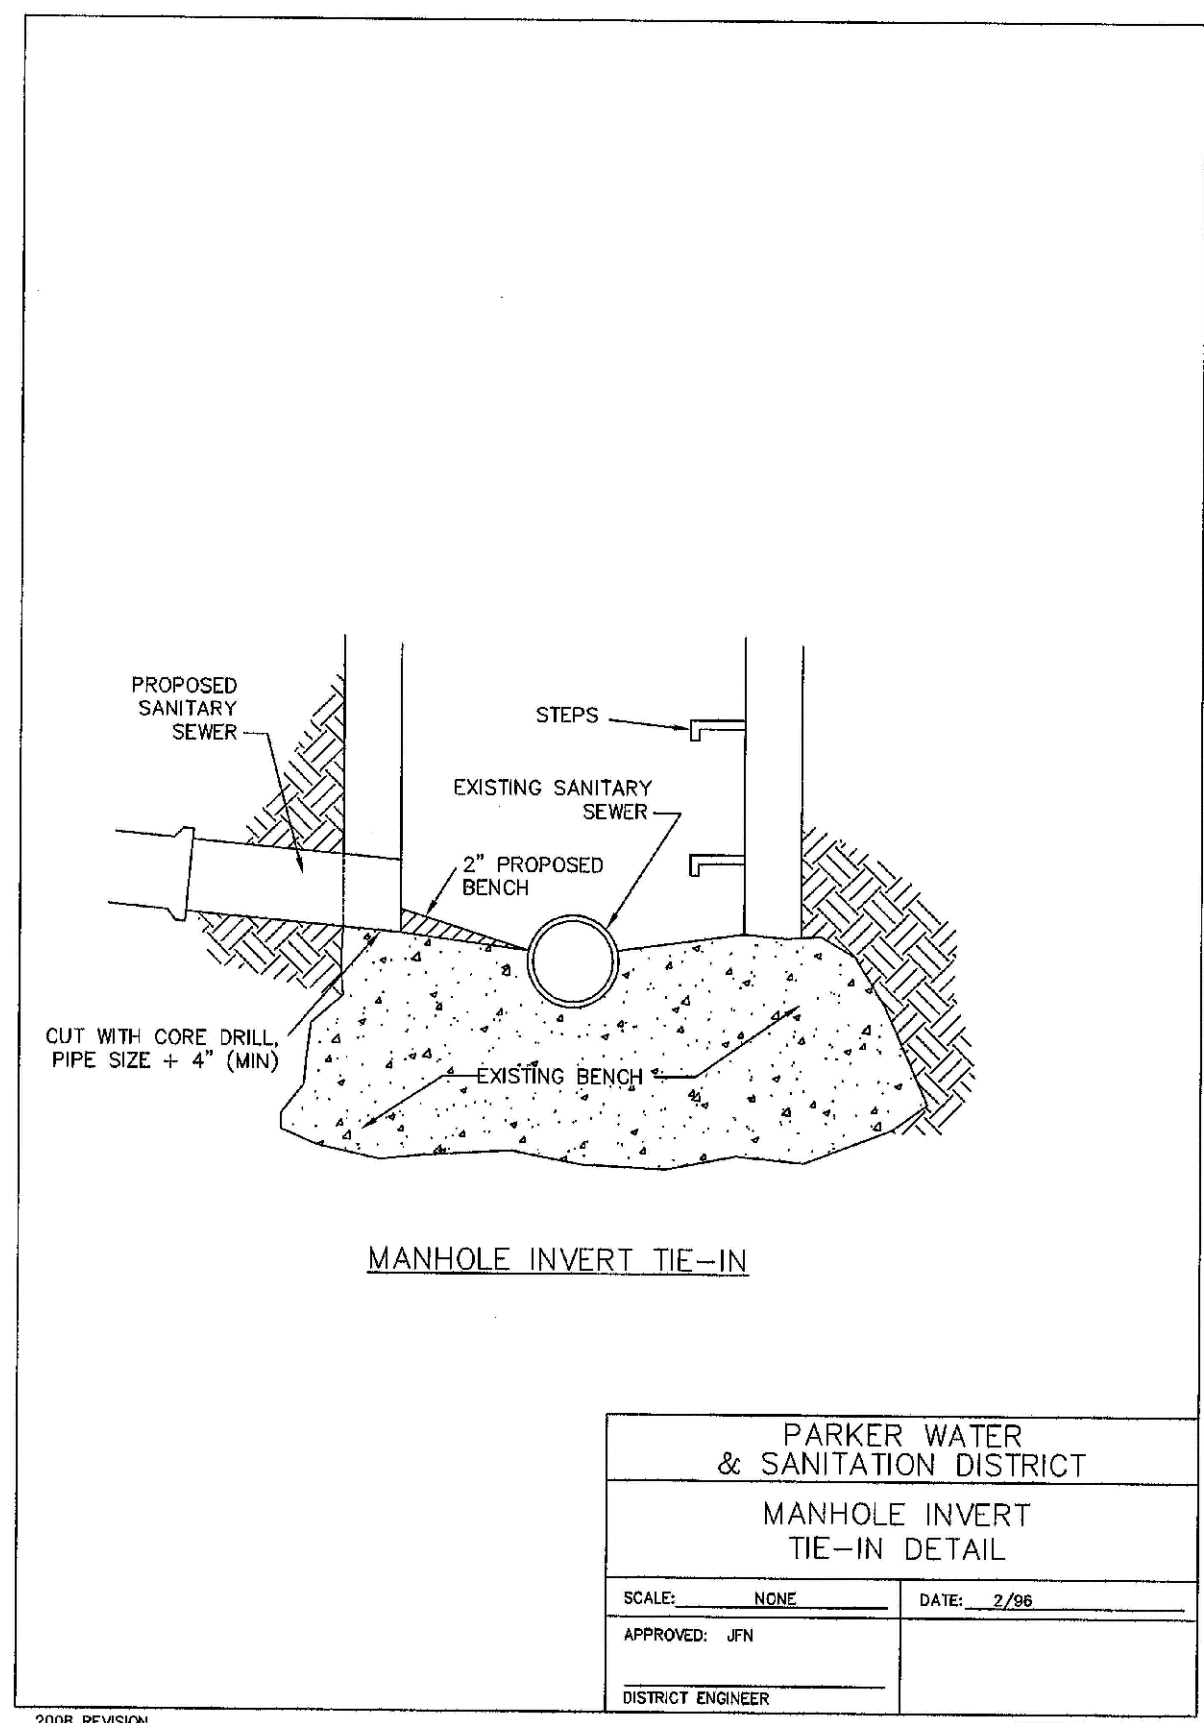 PROPOSED
SANITARY
SEWER
STEPS
EXISTING SANITARY
SEWER
2" PROPOSED
BENCH
CUT WITH CORE DRILL,
PIPE SIZE + 4" (MIN)
EXISTING BENCH
MANHOLE INVERT TIE-IN
PARKER WATER
& SANITATION DISTRICT
MANHOLE INVERT
TIE-IN DETAIL
SCALE: NONE
DATE: 2/96
APPROVED: JFN
DISTRICT ENGINEER
REVISION